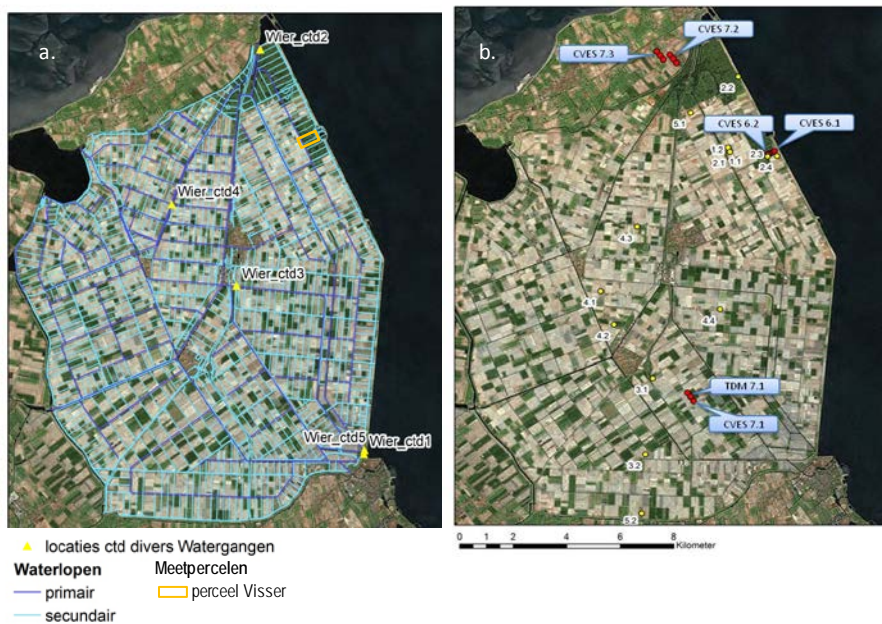 a.
Wier_ctd2
Wier_ctd4
Wier_ctd3
Wier_ctd5
Wier_ctd1
locaties ctd divers Watergangen
Waterlopen
primair
secundair
Meetpercelen
perceel Visser
b.
CVES 7.2
CVES 7.3
2.2
5.1
CVES 6.2
CVES 6.1
1.2
1.1
2.1
2.3
2.4
4.3
4.1
4.2
4.4
3.1
TDM 7.1
CVES 7.1
3.2
5.2
0 1 2 4 6 8
Kilometer